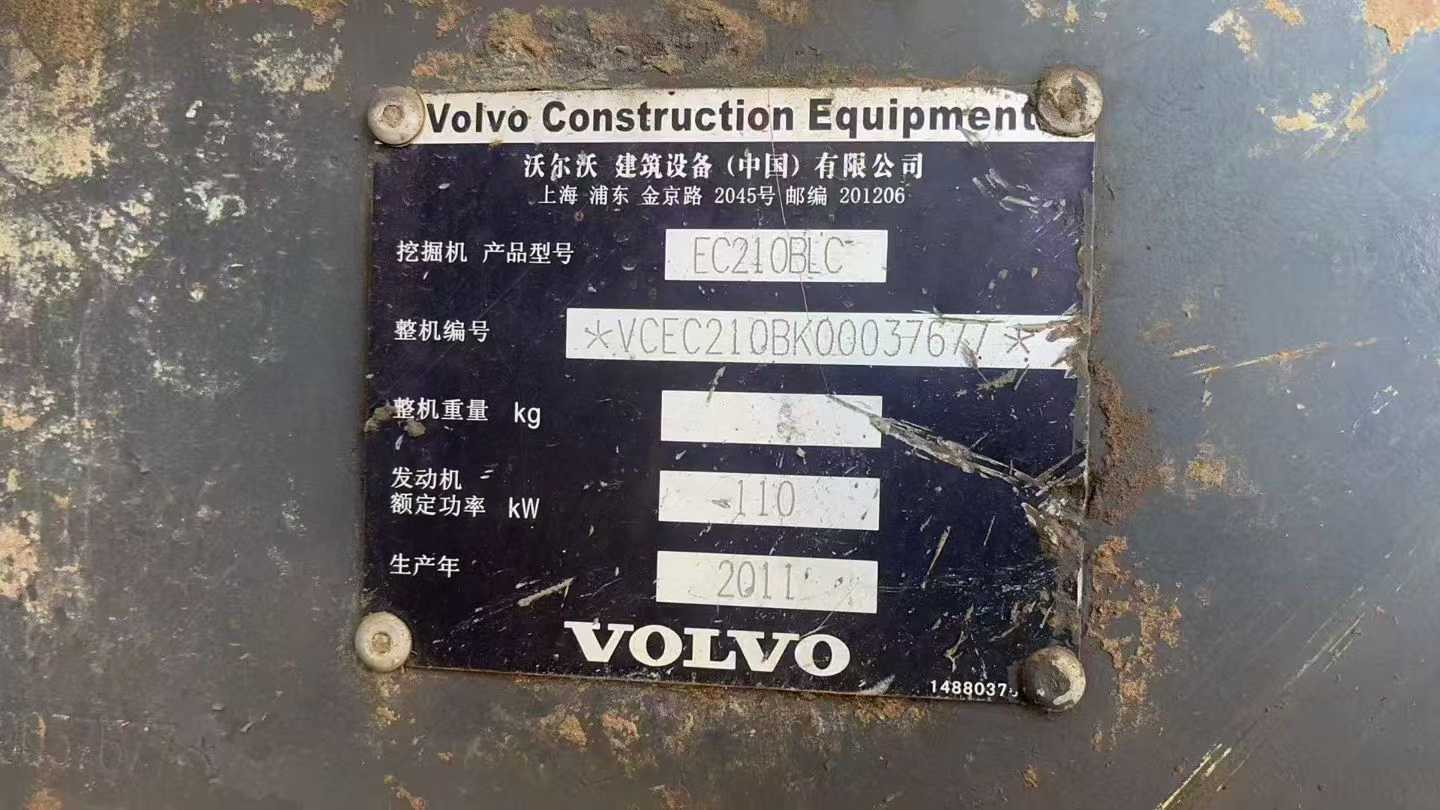 Volvo Construction Equipment
沃尔沃 建筑设备(中国)有限公司
上海 浦东 金京路 2045号 邮编 201206
挖掘机 产品型号 EC210BLC
整机编号 *VCEC210BK00037677*
整机重量 kg
发动机
额定功率 kW 110
生产年 2011
VOLVO